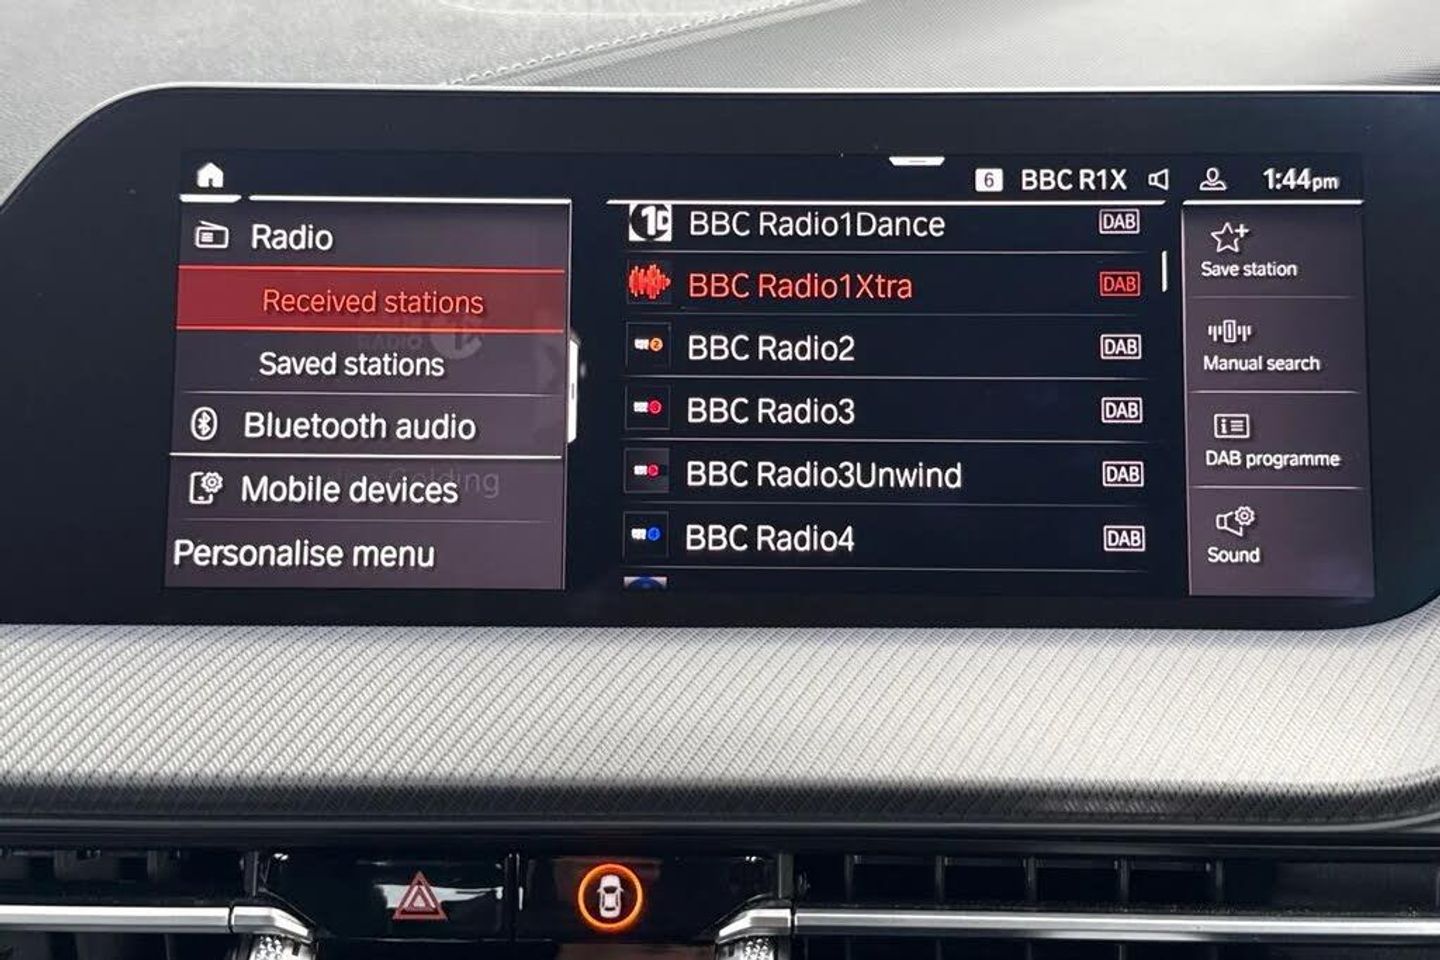 6 BBC R1X 1:44pm
Radio
Received stations
Saved stations
Bluetooth audio
Mobile devices
Personalise menu
1D BBC Radio1Dance DAB
BBC Radio1Xtra DAB
2 BBC Radio2 DAB
BBC Radio3 DAB
BBC Radio3Unwind DAB
BBC Radio4 DAB
Save station
Manual search
DAB programme
Sound